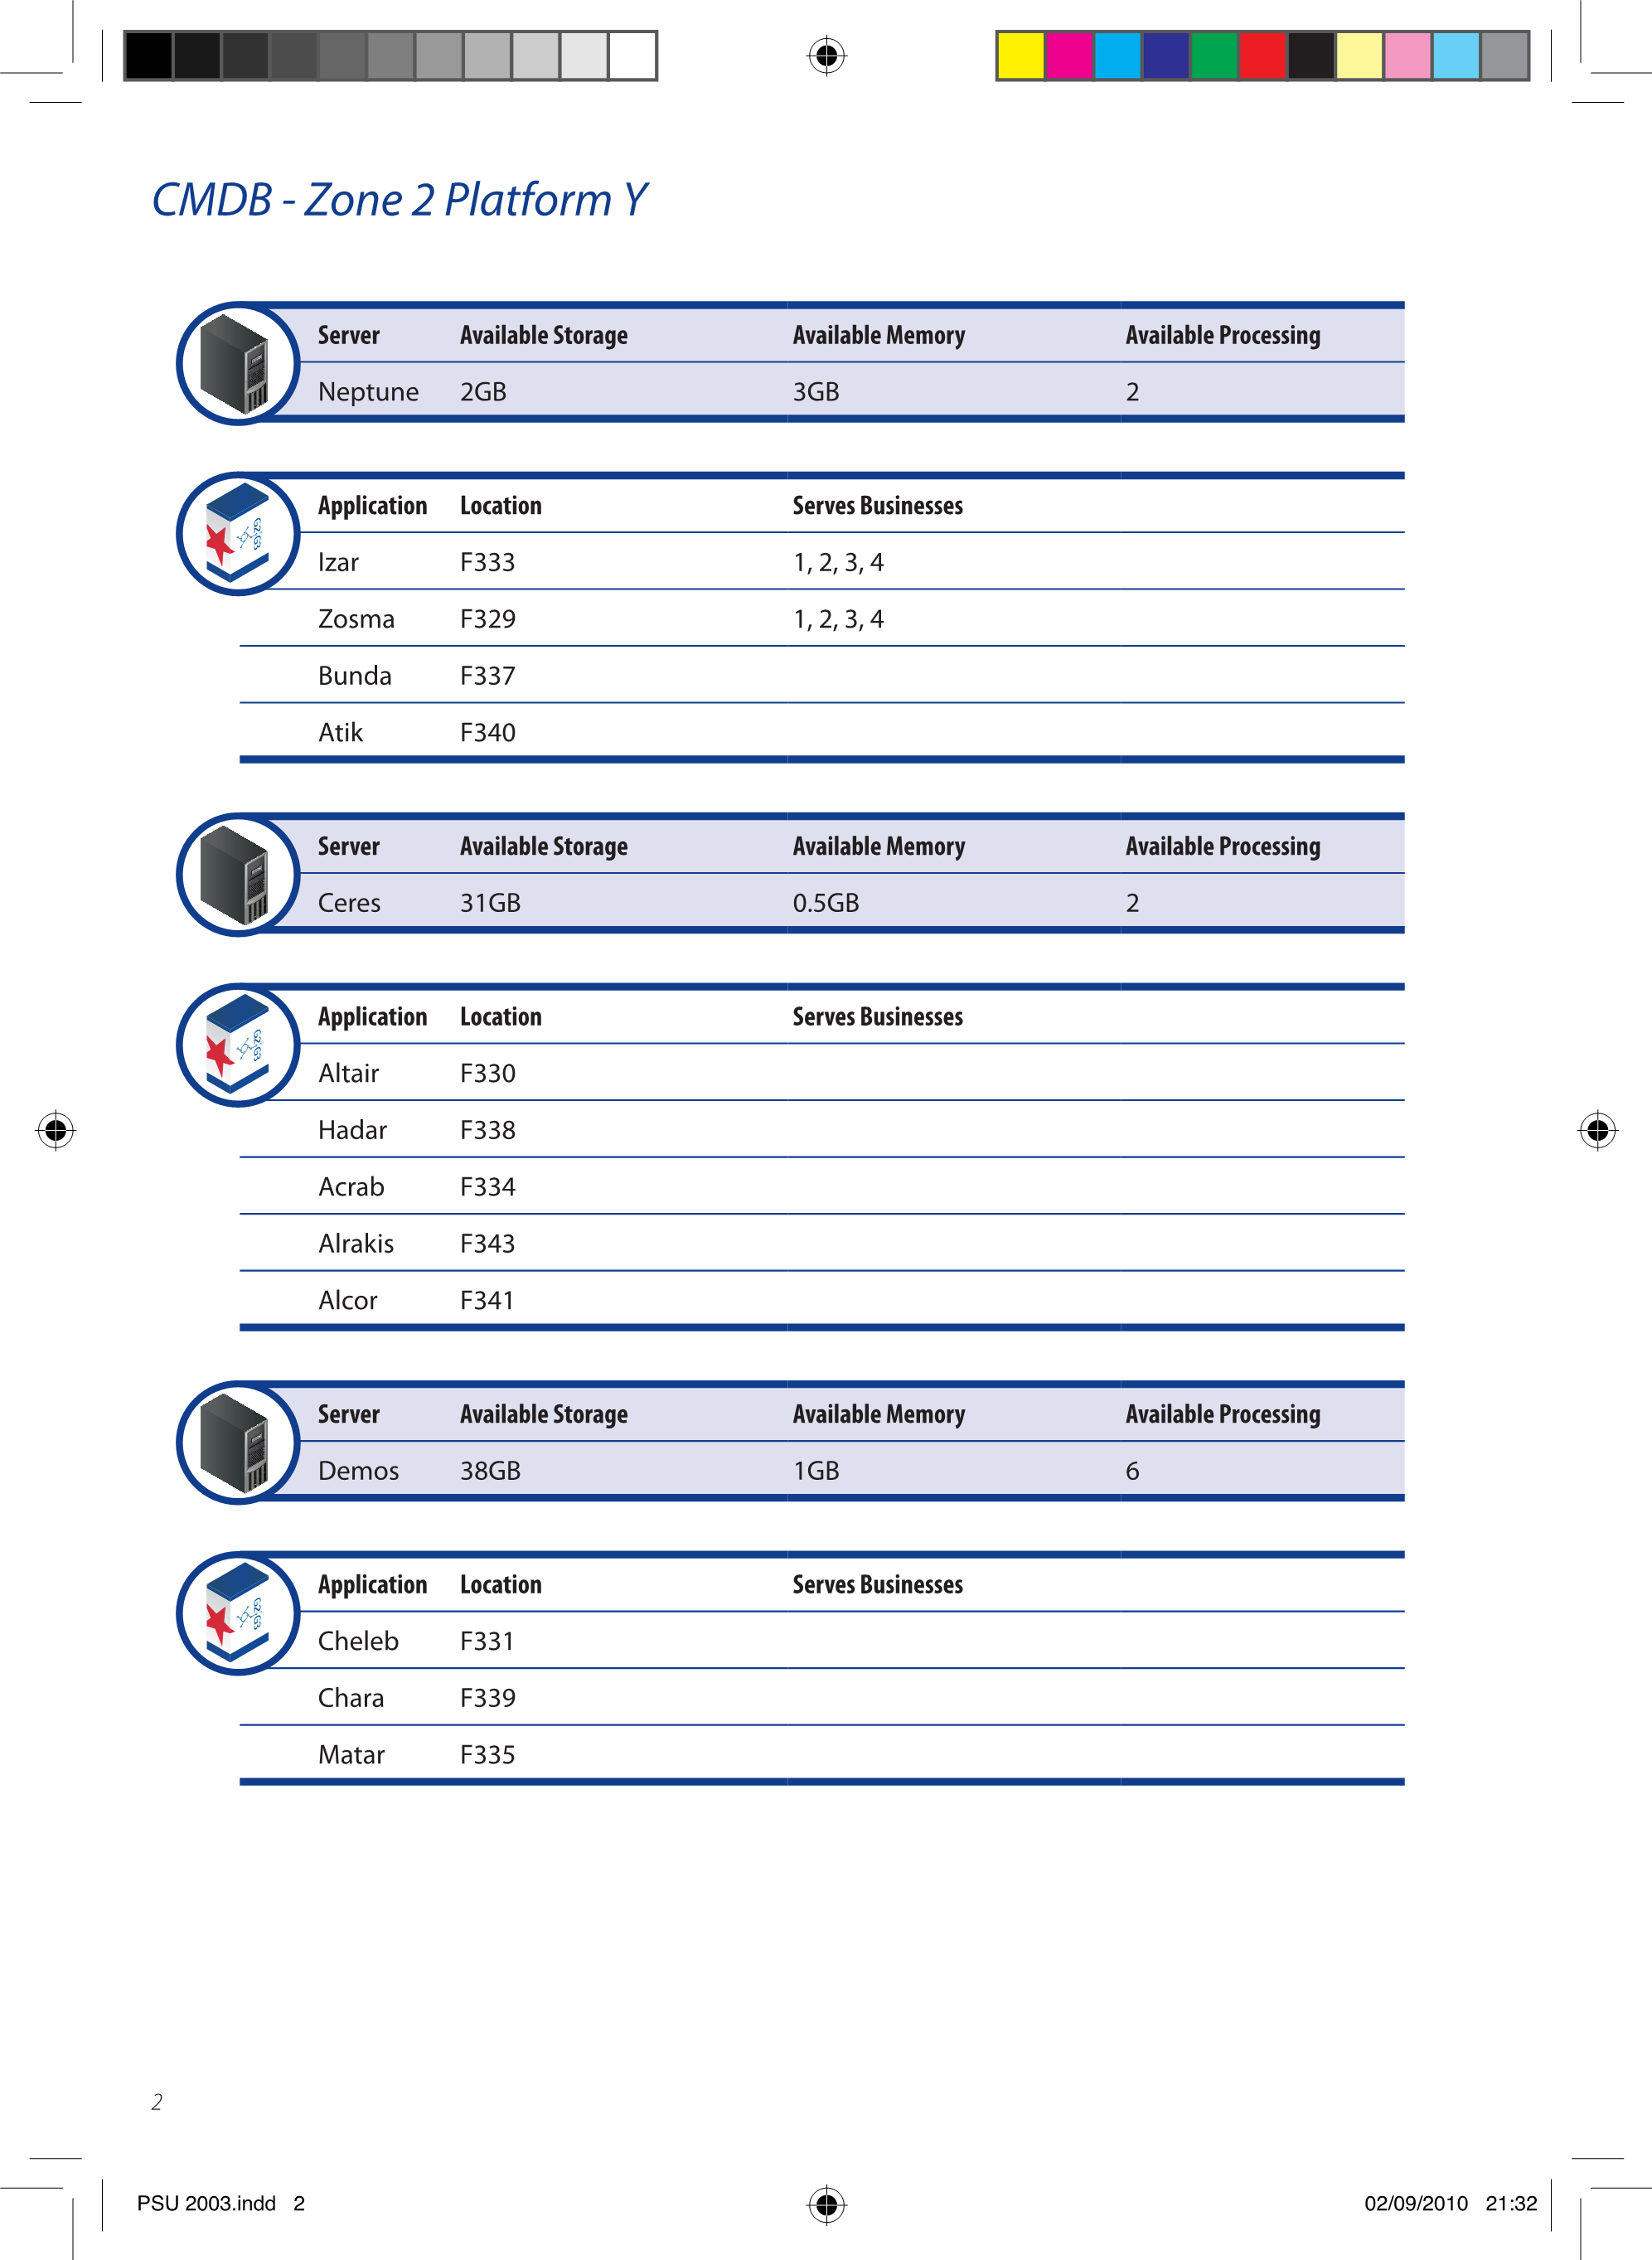 CMDB - Zone 2 Platform Y
Server Available Storage Available Memory Available Processing
Neptune 2GB 3GB 2
Application Location Serves Businesses
G2G3
Izar F333 1, 2, 3, 4
Zosma F329 1, 2, 3, 4
Bunda F337
Atik F340
Server Available Storage Available Memory Available Processing
Ceres 31GB 0.5GB 2
Application Location Serves Businesses
G2G3
Altair F330
Hadar F338
Acrab F334
Alrakis F343
Alcor F341
Server Available Storage Available Memory Available Processing
Demos 38GB 1GB 6
Application Location Serves Businesses
G2G3
Cheleb F331
Chara F339
Matar F335
2
PSU 2003.indd 2 02/09/2010 21:32